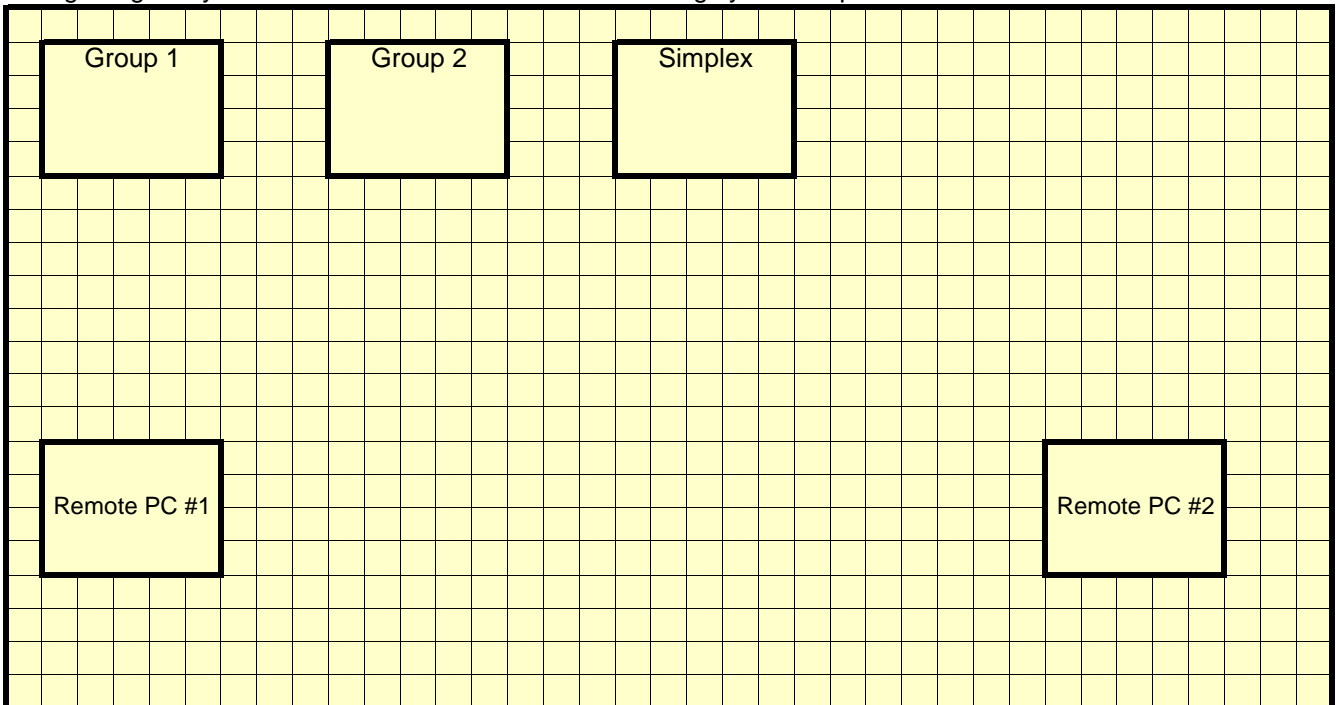 Group 1
Group 2
Simplex
Remote PC #1
Remote PC #2